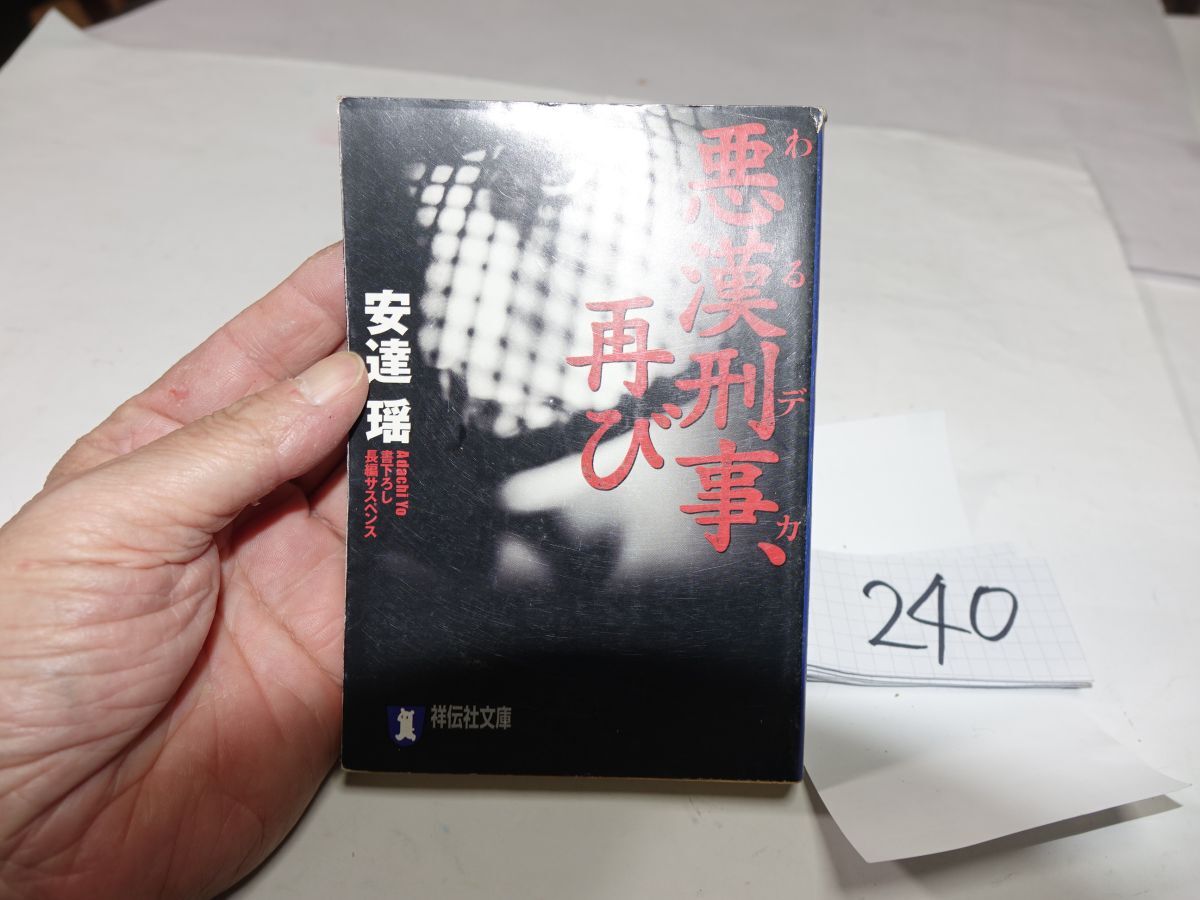 悪漢刑事、
わるデカ
再び
安達 瑶
Adachi Yo
書下ろし
長編サスペンス
祥伝社文庫
240